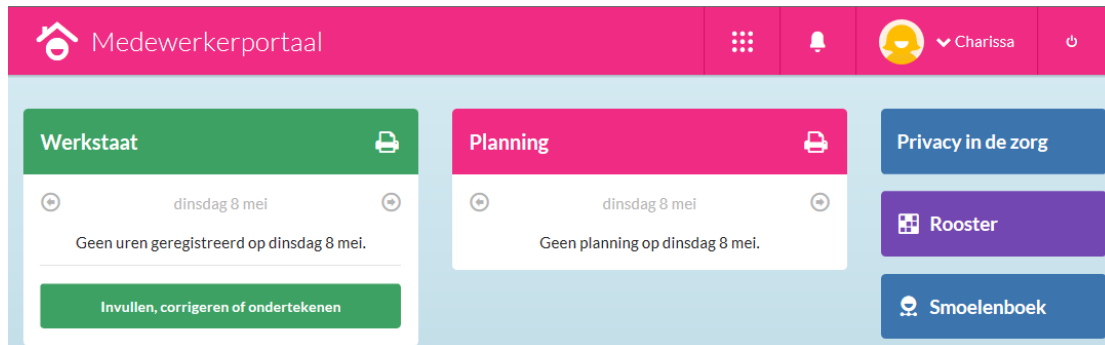 Medewerkerportaal
Charissa
Werkstaat
dinsdag 8 mei
Geen uren geregistreerd op dinsdag 8 mei.
Invullen, corrigeren of ondertekenen
Planning
dinsdag 8 mei
Geen planning op dinsdag 8 mei.
Privacy in de zorg
Rooster
Smoelenboek